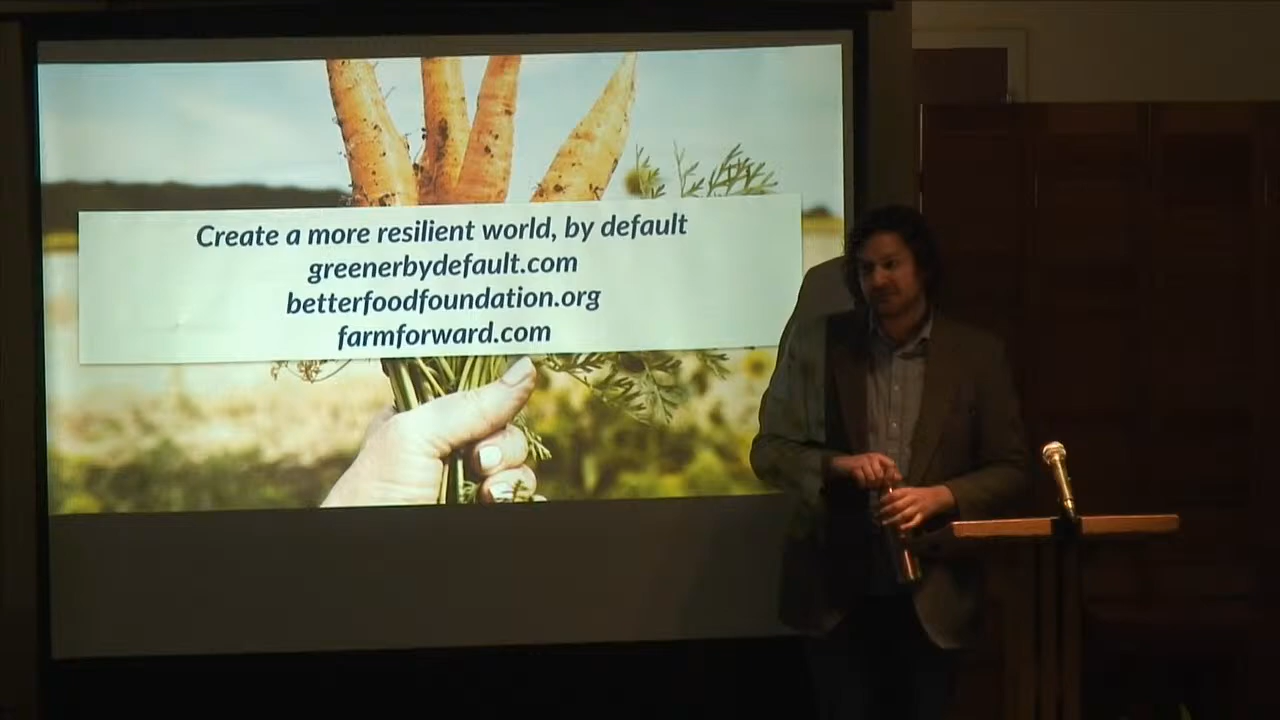 Create a more resilient world, by default
greenerbydefault.com
betterfoodfoundation.org
farmforward.com